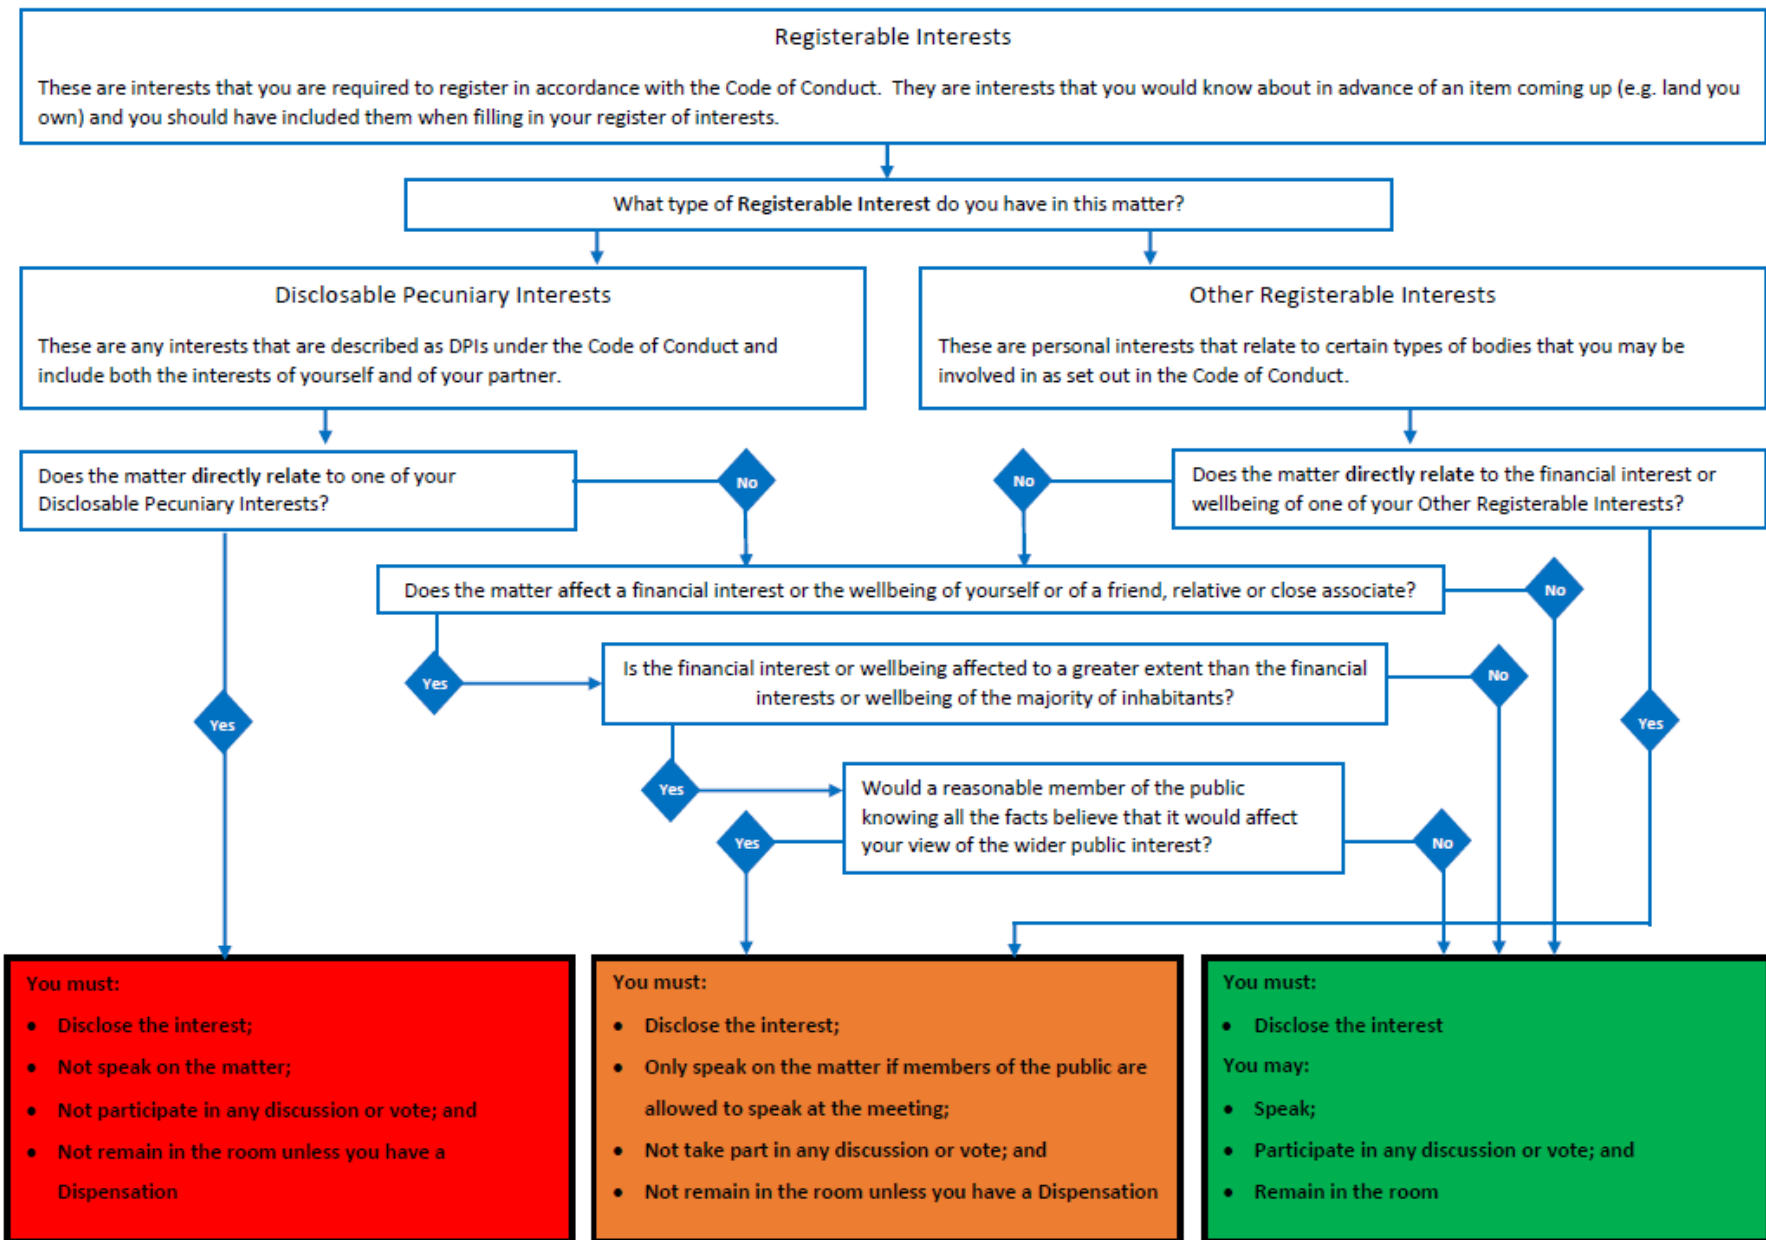 Registerable Interests
These are interests that you are required to register in accordance with the Code of Conduct. They are interests that you would know about in advance of an item coming up (e.g. land you
own) and you should have included them when filling in your register of interests.
What type of Registerable Interest do you have in this matter?
Disclosable Pecuniary Interests
These are any interests that are described as DPIs under the Code of Conduct and
include both the interests of yourself and of your partner.
Other Registerable Interests
These are personal interests that relate to certain types of bodies that you may be
involved in as set out in the Code of Conduct.
Does the matter directly relate to one of your
Disclosable Pecuniary Interests?
No
No
Does the matter directly relate to the financial interest or
wellbeing of one of your Other Registerable Interests?
Does the matter affect a financial interest or the wellbeing of yourself or of a friend, relative or close associate?
No
Yes
Is the financial interest or wellbeing affected to a greater extent than the financial
interests or wellbeing of the majority of inhabitants?
No
Yes
Yes
Yes
Would a reasonable member of the public
knowing all the facts believe that it would affect
your view of the wider public interest?
Yes
No
You must:
• Disclose the interest;
• Not speak on the matter;
• Not participate in any discussion or vote; and
• Not remain in the room unless you have a
Dispensation
You must:
• Disclose the interest;
• Only speak on the matter if members of the public are
allowed to speak at the meeting;
• Not take part in any discussion or vote; and
• Not remain in the room unless you have a Dispensation
You must:
• Disclose the interest
You may:
• Speak;
• Participate in any discussion or vote; and
• Remain in the room